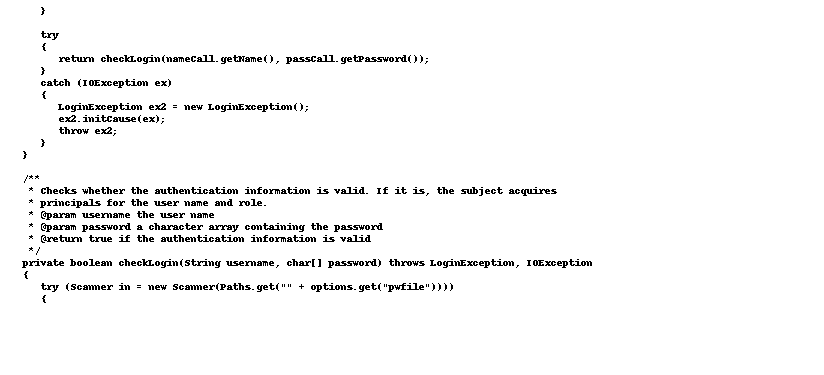 }

try
{
return checkLogin(nameCall.getName(), passCall.getPassword());
}
catch (IOException ex)
{
LoginException ex2 = new LoginException();
ex2.initCause(ex);
throw ex2;
}
}

/**
* Checks whether the authentication information is valid. If it is, the subject acquires
* principals for the user name and role.
* @param username the user name
* @param password a character array containing the password
* @return true if the authentication information is valid
*/
private boolean checkLogin(String username, char[] password) throws LoginException, IOException
{
try (Scanner in = new Scanner(Paths.get("" + options.get("pwfile"))))
{